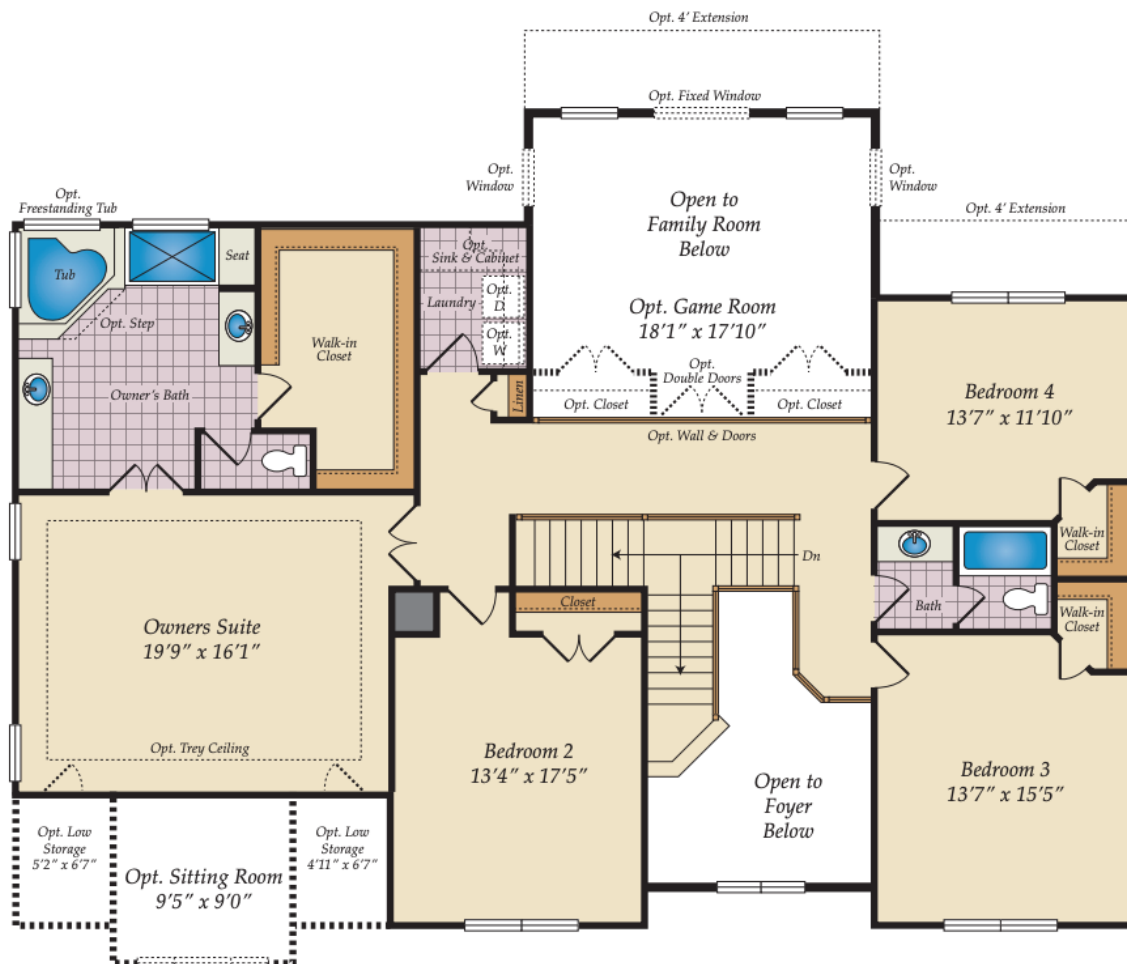 Opt. 4' Extension
Opt. Fixed Window
Opt.
Window
Opt.
Window
Open to
Family Room
Below
Opt. 4' Extension
Opt.
Freestanding Tub
Tub
Seat
Opt.
Sink & Cabinet
Laundry
Opt.
D
Opt.
W
Opt. Step
Opt. Game Room
18'1" x 17'10"
Walk-in
Closet
Opt.
Double Doors
Linen
Opt. Closet
Opt. Closet
Owner's Bath
Bedroom 4
13'7" x 11'10"
Opt. Wall & Doors
Walk-in
Closet
Dn
Closet
Bath
Walk-in
Closet
Owners Suite
19'9" x 16'1"
Opt. Trey Ceiling
Bedroom 2
13'4" x 17'5"
Open to
Foyer
Below
Bedroom 3
13'7" x 15'5"
Opt. Low
Storage
5'2" x 6'7"
Opt. Sitting Room
9'5" x 9'0"
Opt. Low
Storage
4'11" x 6'7"